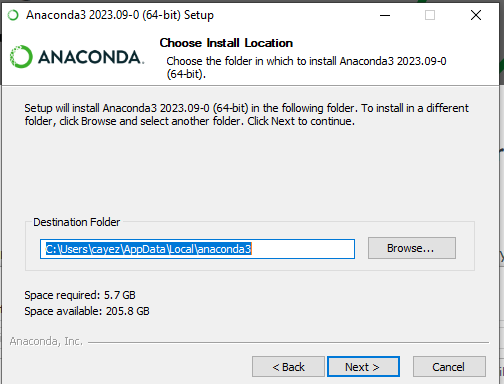 Anaconda3 2023.09-0 (64-bit) Setup
ANACONDA.
Choose Install Location
Choose the folder in which to install Anaconda3 2023.09-0
(64-bit).
Setup will install Anaconda3 2023.09-0 (64-bit) in the following folder. To install in a different
folder, click Browse and select another folder. Click Next to continue.
Destination Folder
C:\Users\cayez\AppData\Local\anaconda3
Browse...
Space required: 5.7 GB
Space available: 205.8 GB
Anaconda, Inc.
< Back
Next >
Cancel